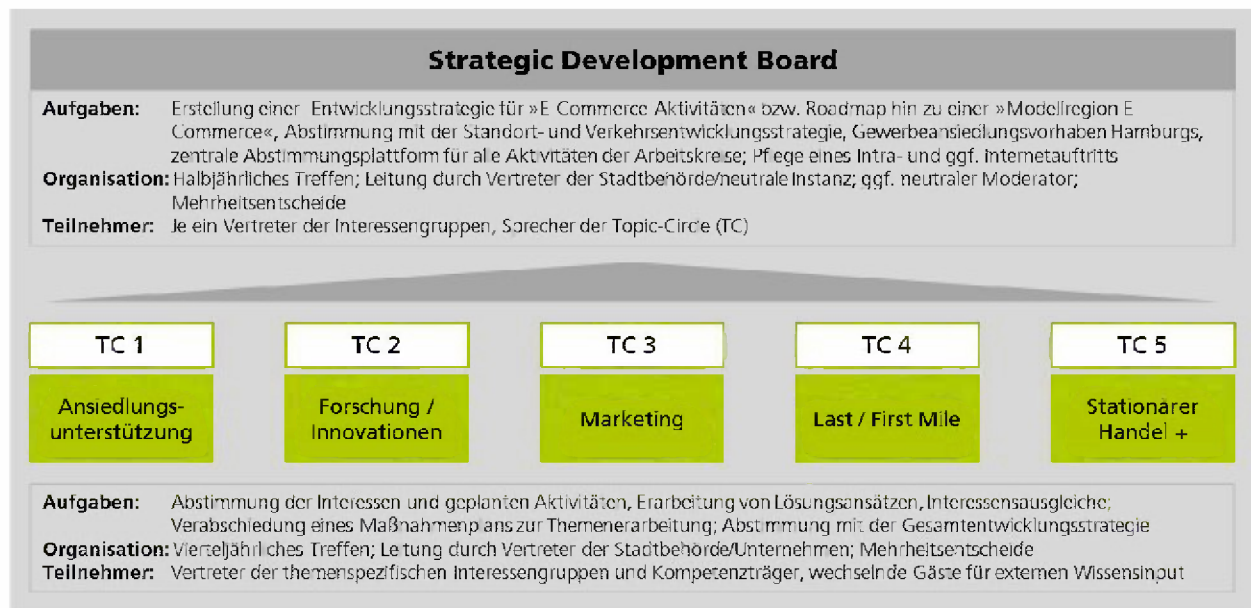 Strategic Development Board
Aufgaben: Erstellung einer Entwicklungsstrategie für »E Commerce Aktivitäten« bzw. Roadmap hin zu einer »Modellregion E
Commerce«, Abstimmung mit der Standort- und Verkehrsentwicklungsstrategie, Gewerbeansiedlungsvorhaben Hamburgs,
zentrale Abstimmungsplattform für alle Aktivitäten der Arbeitskreise; Pflege eines Intra- und ggf. Internetauftritts
Organisation: Halbjährliches Treffen; Leitung durch Vertreter der Stadtbehörde/neutrale Instanz; ggf. neutraler Moderator;
Mehrheitsentscheide
Teilnehmer: Je ein Vertreter der Interessengruppen, Sprecher der Topic-Circle (TC)
TC 1
TC 2
TC 3
TC 4
TC 5
Ansiedlungs-
unterstützung
Forschung /
Innovationen
Marketing
Last / First Mile
Stationärer
Handel +
Aufgaben: Abstimmung der Interessen und geplanten Aktivitäten, Erarbeitung von Lösungsansätzen, Interessensausgleiche;
Verabschiedung eines Maßnahmenplans zur Themenerarbeitung; Abstimmung mit der Gesamtentwicklungsstrategie
Organisation: Vierteljährliches Treffen; Leitung durch Vertreter der Stadtbehörde/Unternehmen; Mehrheitsentscheide
Teilnehmer: Vertreter der themenspezifischen Interessengruppen und Kompetenzträger, wechselnde Gäste für externen Wissensinput